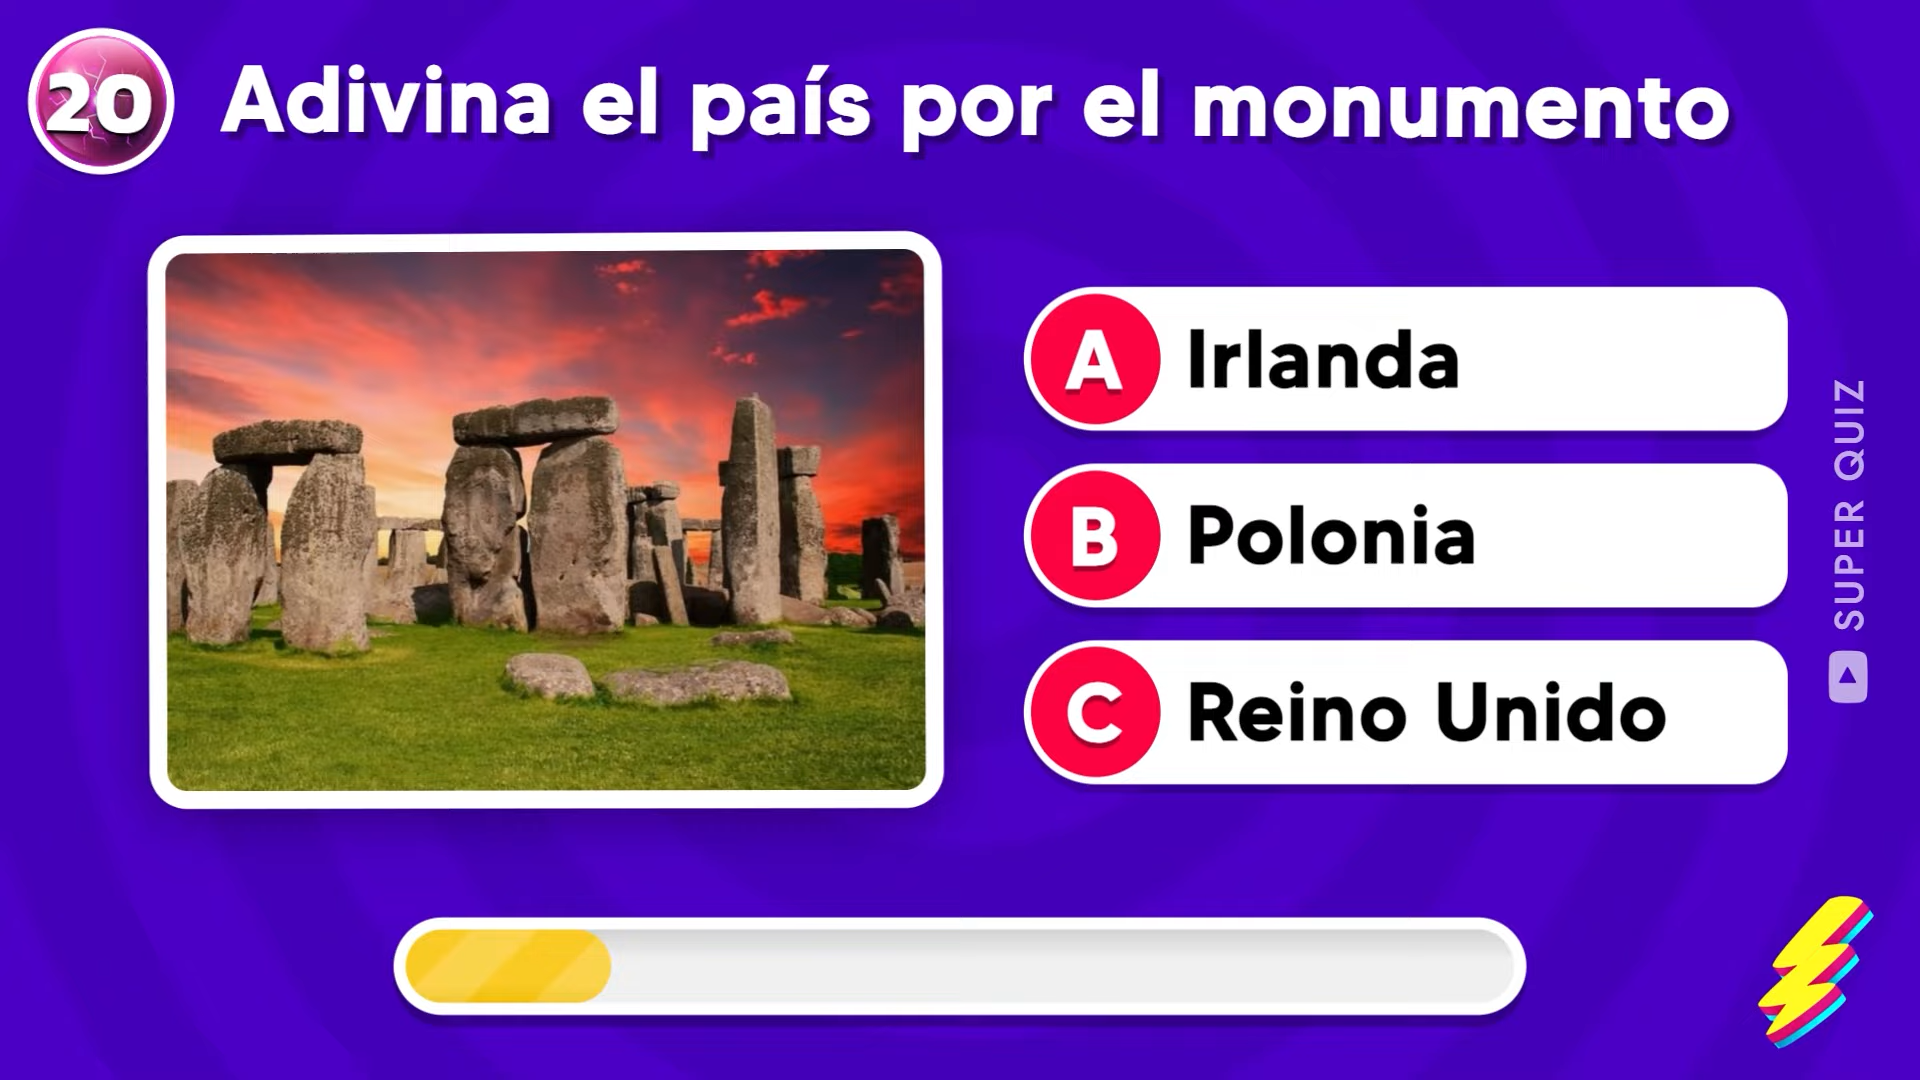 20
Adivina el país por el monumento
A Irlanda
B Polonia
C Reino Unido
SUPER QUIZ